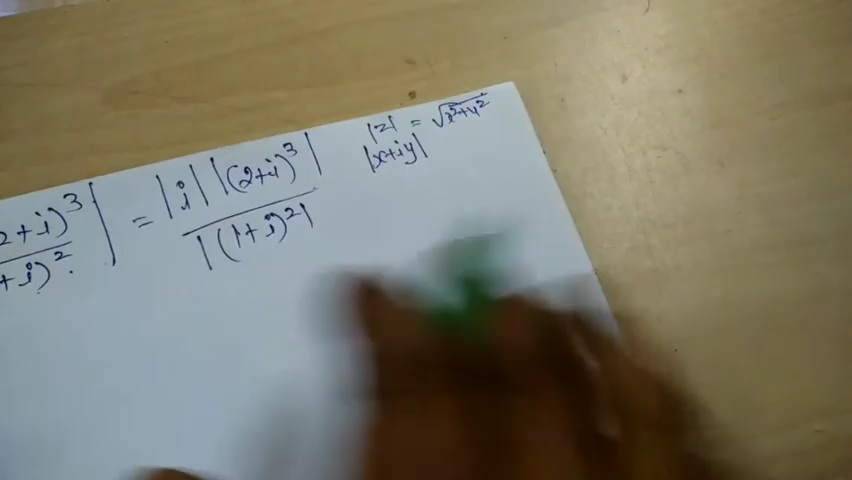 |z| = √x²+y²
|x+iy|
2+i)³| = |i| |(2+i)³|
+i)² |(1+i)²|